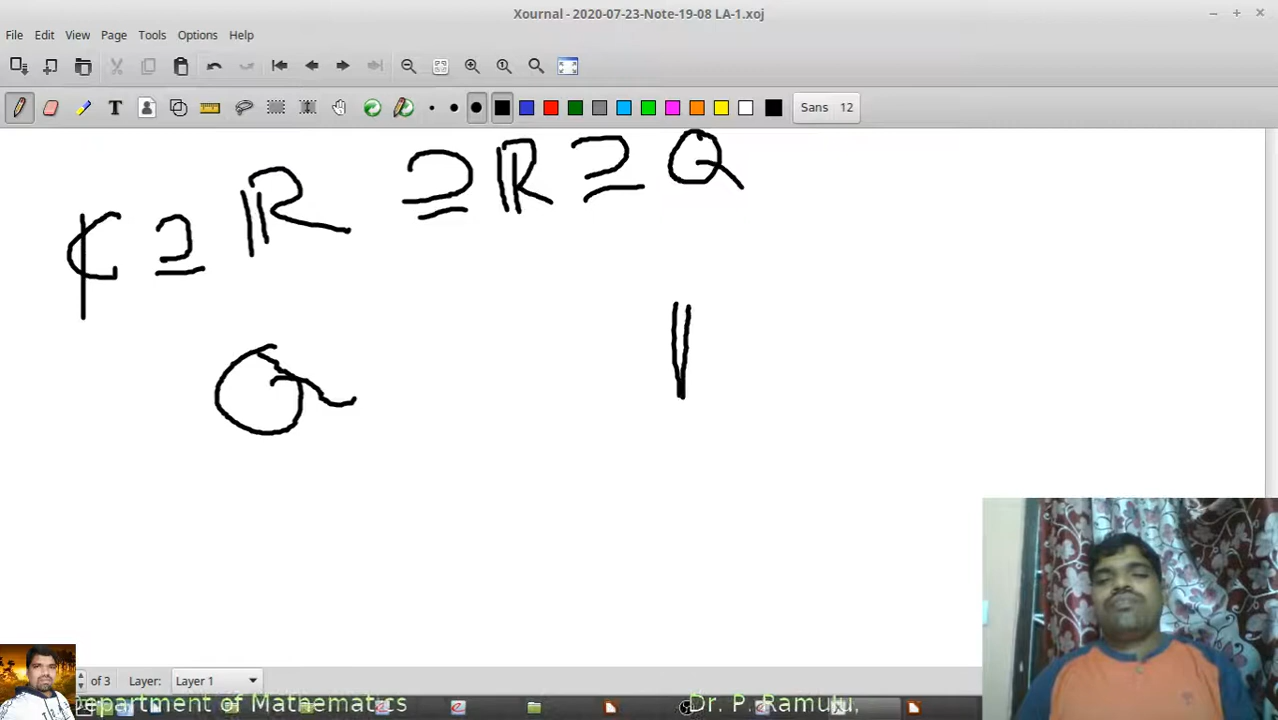 Xournal - 2020-07-23-Note-19-08 LA-1.xoj
File Edit View Page Tools Options Help
Sans 12
ℂ ⊇ ℝ ⊇ ℝ ⊇ Q
Q
of 3 Layer: Layer 1
Department of Mathematics Dr. P. Ramulu,